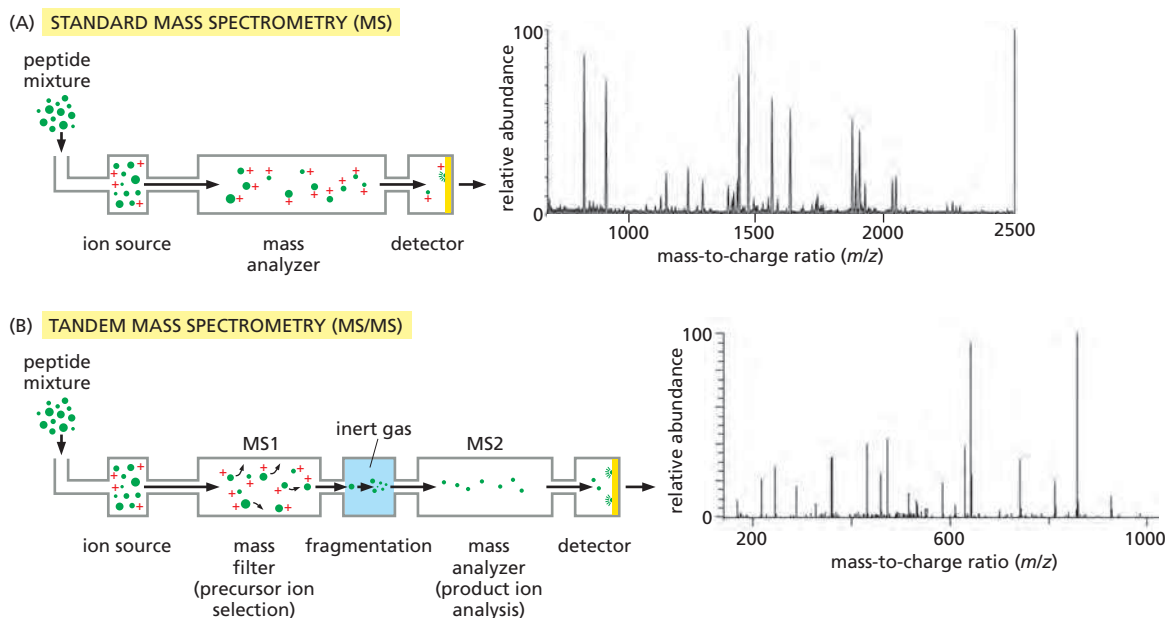 (A) STANDARD MASS SPECTROMETRY (MS)
peptide
mixture
+
ion source
mass
analyzer
detector
relative abundance
100
0
1000
1500
2000
2500
mass-to-charge ratio (m/z)
(B) TANDEM MASS SPECTROMETRY (MS/MS)
peptide
mixture
MS1
inert gas
MS2
ion source
mass
filter
(precursor ion
selection)
fragmentation
mass
analyzer
(product ion
analysis)
detector
relative abundance
100
0
200
600
1000
mass-to-charge ratio (m/z)